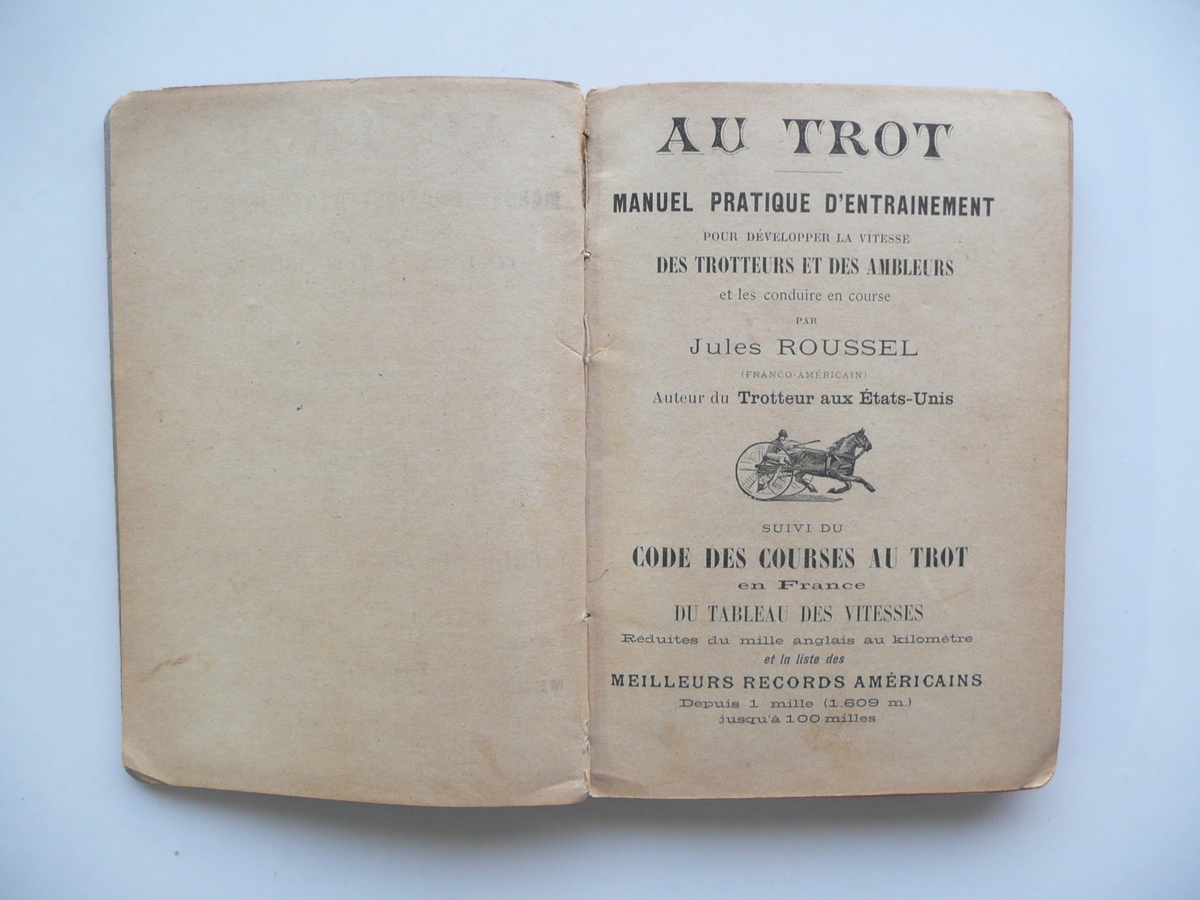 AU TROT
MANUEL PRATIQUE D'ENTRAINEMENT
POUR DÉVELOPPER LA VITESSE
DES TROTTEURS ET DES AMBLEURS
et les conduire en course
PAR
Jules ROUSSEL
(FRANCO-AMÉRICAIN)
Auteur du Trotteur aux États-Unis
SUIVI DU
CODE DES COURSES AU TROT
en France
DU TABLEAU DES VITESSES
Réduites du mille anglais au kilomètre
et la liste des
MEILLEURS RECORDS AMÉRICAINS
Depuis 1 mille (1.609 m.)
jusqu'à 100 milles